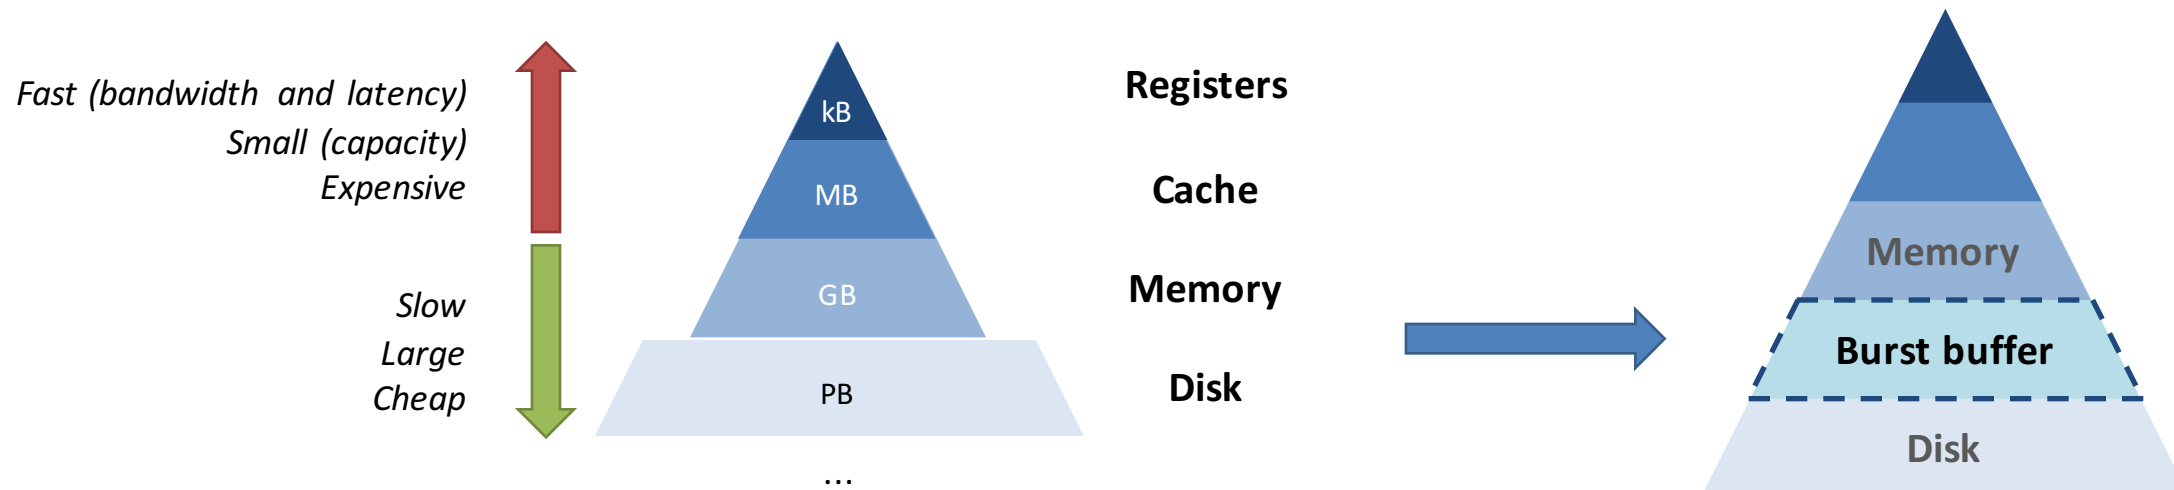 Fast (bandwidth and latency)
Small (capacity)
Expensive
Slow
Large
Cheap
kB
MB
GB
PB
...
Registers
Cache
Memory
Disk
Memory
Burst buffer
Disk